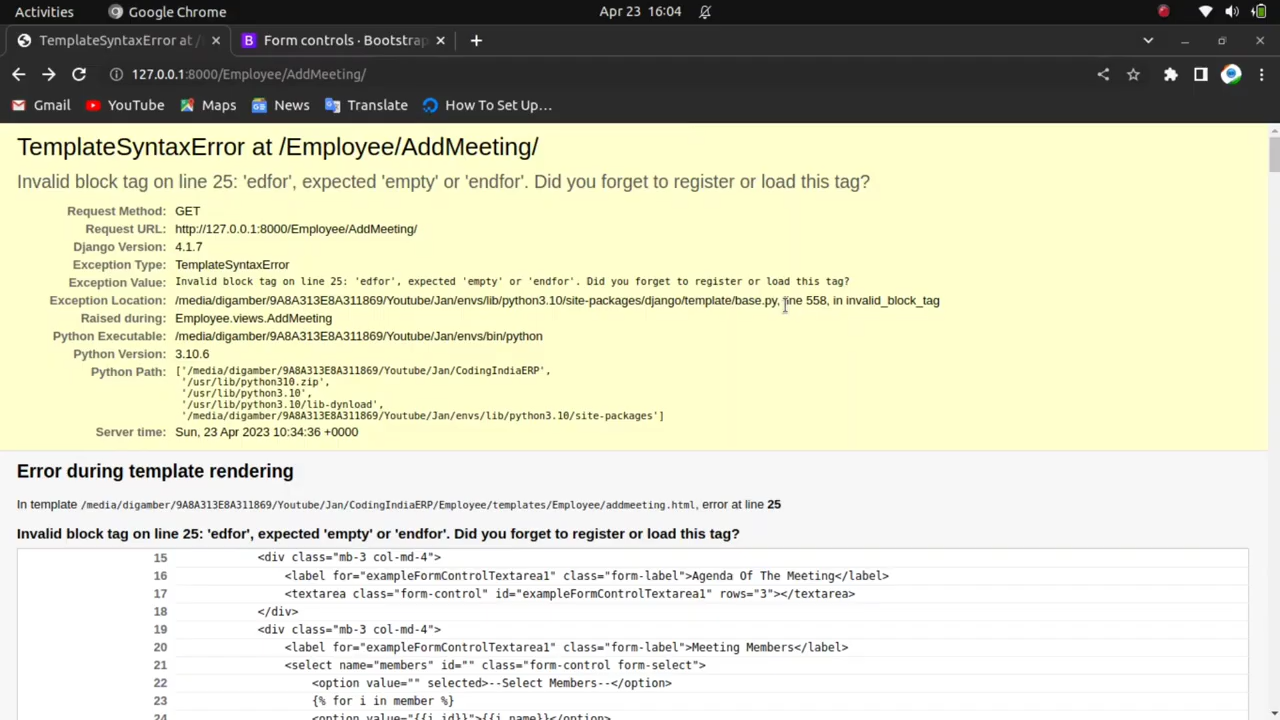 Activities
Google Chrome
Apr 23 16:04
TemplateSyntaxError at /
Form controls · Bootstrap
127.0.0.1:8000/Employee/AddMeeting/
Gmail
YouTube
Maps
News
Translate
How To Set Up...
TemplateSyntaxError at /Employee/AddMeeting/
Invalid block tag on line 25: 'edfor', expected 'empty' or 'endfor'. Did you forget to register or load this tag?
Request Method: GET
Request URL: http://127.0.0.1:8000/Employee/AddMeeting/
Django Version: 4.1.7
Exception Type: TemplateSyntaxError
Exception Value: Invalid block tag on line 25: 'edfor', expected 'empty' or 'endfor'. Did you forget to register or load this tag?
Exception Location: /media/digamber/9A8A313E8A311869/Youtube/Jan/envs/lib/python3.10/site-packages/django/template/base.py, line 558, in invalid_block_tag
Raised during: Employee.views.AddMeeting
Python Executable: /media/digamber/9A8A313E8A311869/Youtube/Jan/envs/bin/python
Python Version: 3.10.6
Python Path: ['/media/digamber/9A8A313E8A311869/Youtube/Jan/CodingIndiaERP',
'/usr/lib/python310.zip',
'/usr/lib/python3.10',
'/usr/lib/python3.10/lib-dynload',
'/media/digamber/9A8A313E8A311869/Youtube/Jan/envs/lib/python3.10/site-packages']
Server time: Sun, 23 Apr 2023 10:34:36 +0000
Error during template rendering
In template /media/digamber/9A8A313E8A311869/Youtube/Jan/CodingIndiaERP/Employee/templates/Employee/addmeeting.html, error at line 25
Invalid block tag on line 25: 'edfor', expected 'empty' or 'endfor'. Did you forget to register or load this tag?
15 <div class="mb-3 col-md-4">
16 <label for="exampleFormControlTextarea1" class="form-label">Agenda Of The Meeting</label>
17 <textarea class="form-control" id="exampleFormControlTextarea1" rows="3"></textarea>
18 </div>
19 <div class="mb-3 col-md-4">
20 <label for="exampleFormControlTextarea1" class="form-label">Meeting Members</label>
21 <select name="members" id="" class="form-control form-select">
22 <option value="" selected>--Select Members--</option>
23 {% for i in member %}
24 <option value="{{i.id}}">{{i.name}}</option>